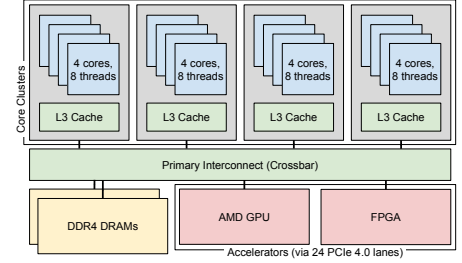 Core Clusters
4 cores,
8 threads
4 cores,
8 threads
4 cores,
8 threads
4 cores,
8 threads
L3 Cache
L3 Cache
L3 Cache
L3 Cache
Primary Interconnect (Crossbar)
DDR4 DRAMs
AMD GPU
FPGA
Accelerators (via 24 PCIe 4.0 lanes)